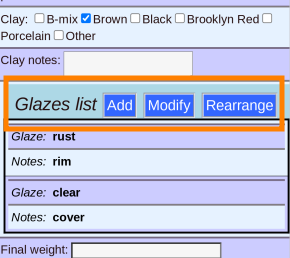 Clay: B-mix Brown Black Brooklyn Red
Porcelain Other
Clay notes:
Glazes list Add Modify Rearrange
Glaze: rust
Notes: rim
Glaze: clear
Notes: cover
Final weight: